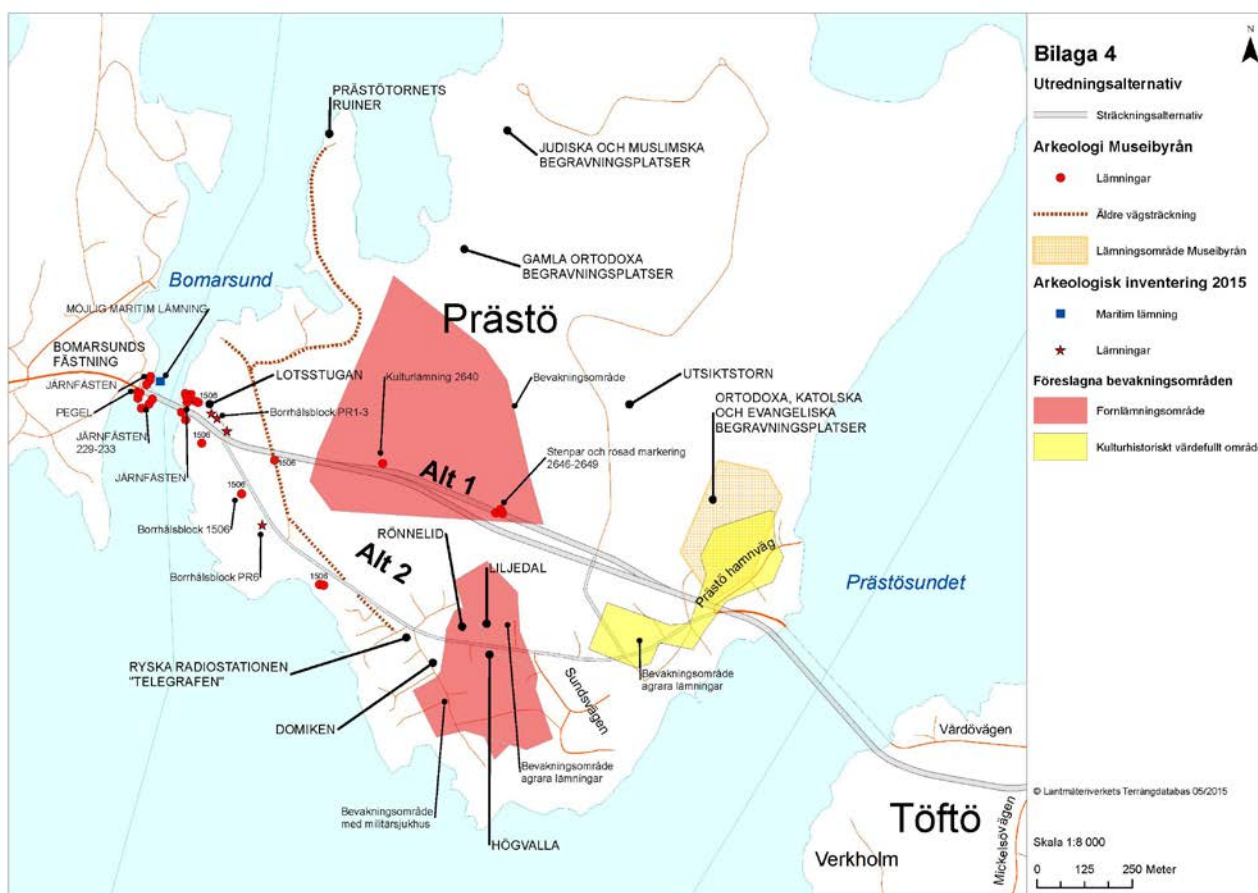 PRÄSTÖTORNETS
RUINER
JUDISKA OCH MUSLIMSKA
BEGRAVNINGSPLATSER
GAMLA ORTODOXA
BEGRAVNINGSPLATSER
Bomarsund
MÖJLIG MARITIM LÄMNING
Prästö
BOMARSUNDS
FÄSTNING
LOTSSTUGAN
JÄRNFÄSTEN
Kulturlämning 2640
Bevakningsområde
UTSIKTSTORN
PEGEL
1506
Borrhålsblock PR1-3
ORTODOXA, KATOLSKA
OCH EVANGELISKA
BEGRAVNINGSPLATSER
JÄRNFÄSTEN
229-233
1506
1506
Stenpar och rösad markering
2646-2649
JÄRNFÄSTEN
Alt 1
1506
Borrhålsblock 1506
RÖNNELID
Alt 2
LILJEDAL
Borrhålsblock PR6
1506
Prästö hamnväg
Prästösundet
RYSKA RADIOSTATIONEN
"TELEGRAFEN"
Bevakningsområde
agrara lämningar
Sundsvägen
DOMIKEN
Vårdövägen
Bevakningsområde
agrara lämningar
Bevakningsområde
med militärsjukhus
HÖGVALLA
Töftö
Verkholm
Mickelsövägen
N
Bilaga 4
Utredningsalternativ
Sträckningsalternativ
Arkeologi Museibyrån
Lämningar
Äldre vägsträckning
Lämningsområde Museibyrån
Arkeologisk inventering 2015
Maritim lämning
Lämningar
Föreslagna bevakningsområden
Fornlämningsområde
Kulturhistoriskt värdefullt områd
© Lantmäteriverkets Terrängdatabas 05/2015
Skala 1:8 000
0 125 250 Meter